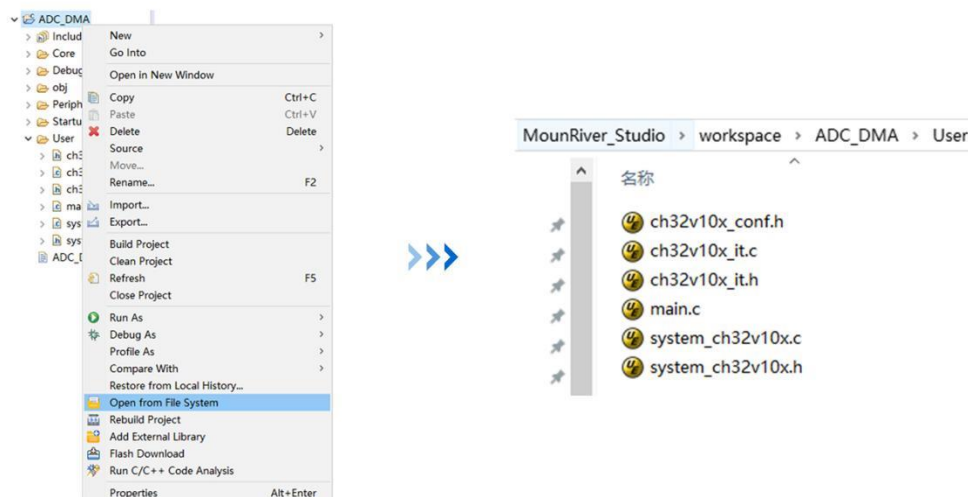 ADC_DMA
Includ
Core
Debug
obj
Periph
Startu
User
ch3
ch3
ch3
ma
sys
sys
ADC_D
New
Go Into
Open in New Window
Copy Ctrl+C
Paste Ctrl+V
Delete Delete
Source
Move...
Rename... F2
Import...
Export...
Build Project
Clean Project
Refresh F5
Close Project
Run As
Debug As
Profile As
Compare With
Restore from Local History...
Open from File System
Rebuild Project
Add External Library
Flash Download
Run C/C++ Code Analysis
Properties Alt+Enter
MounRiver_Studio > workspace > ADC_DMA > User
名称
ch32v10x_conf.h
ch32v10x_it.c
ch32v10x_it.h
main.c
system_ch32v10x.c
system_ch32v10x.h